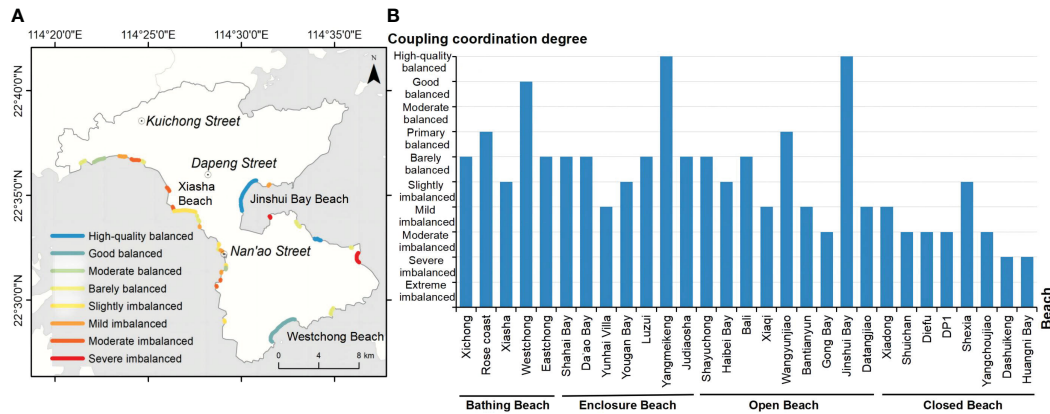 A
114°20'0"E 114°25'0"E 114°30'0"E 114°35'0"E
22°40'0"N
22°35'0"N
22°30'0"N
N
Kuichong Street
Dapeng Street
Xiasha
Beach
Jinshui Bay Beach
Nan'ao Street
Westchong Beach
High-quality balanced
Good balanced
Moderate balanced
Barely balanced
Slightly imbalanced
Mild imbalanced
Moderate imbalanced
Severe imbalanced
0 4 8
km
B
Coupling coordination degree
High-quality
balanced
Good
balanced
Moderate
balanced
Primary
balanced
Barely
balanced
Slightly
imbalanced
Mild
imbalanced
Moderate
imbalanced
Severe
imbalanced
Extreme
imbalanced
Beach
Xichong
Rose coast
Xiasha
Westchong
Eastchong
Shahai Bay
Da'ao Bay
Yunhai Villa
Yougan Bay
Luzui
Yangmeikeng
Judiaosha
Shayuchong
Haibei Bay
Bali
Xiaqi
Wangyunjiao
Bantianyun
Gong Bay
Jinshui Bay
Datangjiao
Xiadong
Shuichan
Diefu
DP1
Shexia
Yangchoujiao
Dashuikeng
Huangni Bay
Bathing Beach
Enclosure Beach
Open Beach
Closed Beach